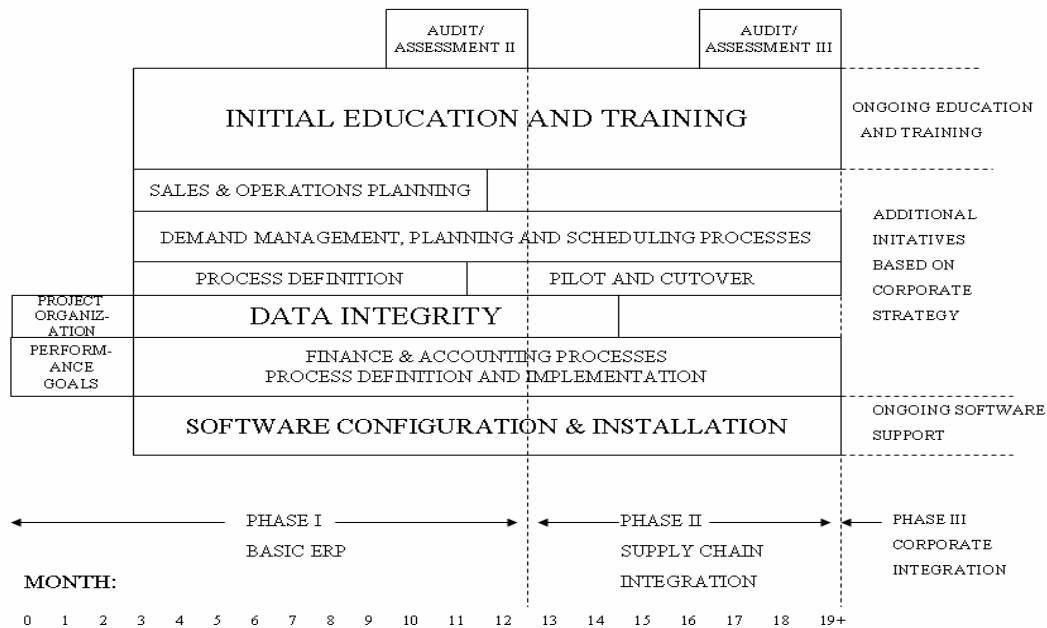 AUDIT/
ASSESSMENT II
AUDIT/
ASSESSMENT III
INITIAL EDUCATION AND TRAINING
ONGOING EDUCATION
AND TRAINING
SALES & OPERATIONS PLANNING
DEMAND MANAGEMENT, PLANNING AND SCHEDULING PROCESSES
ADDITIONAL
INITATIVES
BASED ON
CORPORATE
STRATEGY
PROCESS DEFINITION
PILOT AND CUTOVER
PROJECT
ORGANIZ-
ATION
DATA INTEGRITY
PERFORM-
ANCE
GOALS
FINANCE & ACCOUNTING PROCESSES
PROCESS DEFINITION AND IMPLEMENTATION
SOFTWARE CONFIGURATION & INSTALLATION
ONGOING SOFTWARE
SUPPORT
PHASE I
BASIC ERP
PHASE II
SUPPLY CHAIN
INTEGRATION
PHASE III
CORPORATE
INTEGRATION
MONTH:
0 1 2 3 4 5 6 7 8 9 10 11 12 13 14 15 16 17 18 19+